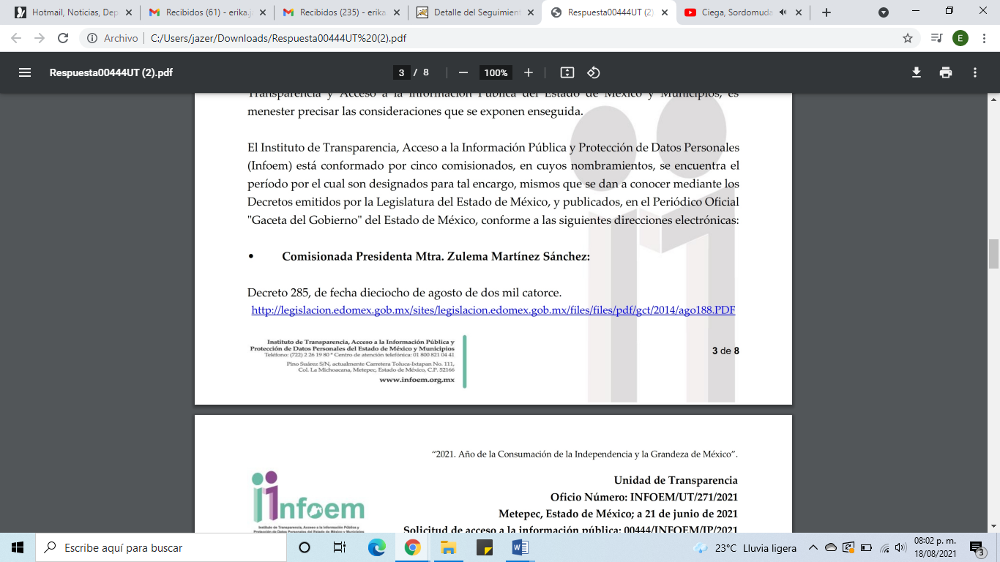 Hotmail, Noticias, Dep
Recibidos (61) - erika.j
Recibidos (235) - erika
Detalle del Seguimient
Respuesta00444UT (2)
Ciega, Sordomuda
Archivo
C:/Users/jazer/Downloads/Respuesta00444UT%20(2).pdf
E
Respuesta00444UT (2).pdf
3 / 8
100%
Transparencia y Acceso a la Información Pública del Estado de México y Municipios, es
menester precisar las consideraciones que se exponen enseguida.
El Instituto de Transparencia, Acceso a la Información Pública y Protección de Datos Personales
(Infoem) está conformado por cinco comisionados, en cuyos nombramientos, se encuentra el
período por el cual son designados para tal encargo, mismos que se dan a conocer mediante los
Decretos emitidos por la Legislatura del Estado de México, y publicados, en el Periódico Oficial
"Gaceta del Gobierno" del Estado de México, conforme a las siguientes direcciones electrónicas:
• Comisionada Presidenta Mtra. Zulema Martínez Sánchez:
Decreto 285, de fecha dieciocho de agosto de dos mil catorce.
http://legislacion.edomex.gob.mx/sites/legislacion.edomex.gob.mx/files/files/pdf/gct/2014/ago188.PDF
Instituto de Transparencia, Acceso a la Información Pública y
Protección de Datos Personales del Estado de México y Municipios
Teléfono: (722) 2 26 19 80 * Centro de atención telefónica: 01 800 821 04 41
Pino Suárez S/N, actualmente Carretera Toluca-Ixtapan No. 111,
Col. La Michoacana, Metepec, Estado de México, C.P. 52166
www.infoem.org.mx
3 de 8
“2021. Año de la Consumación de la Independencia y la Grandeza de México”.
infoem
Instituto de Transparencia, Acceso a la Información Pública y
Protección de Datos Personales del Estado de México y Municipios
Unidad de Transparencia
Oficio Número: INFOEM/UT/271/2021
Metepec, Estado de México; a 21 de junio de 2021
Solicitud de acceso a la información pública: 00444/INFOEM/IP/2021
Escribe aquí para buscar
23°C Lluvia ligera
08:02 p. m.
18/08/2021
3